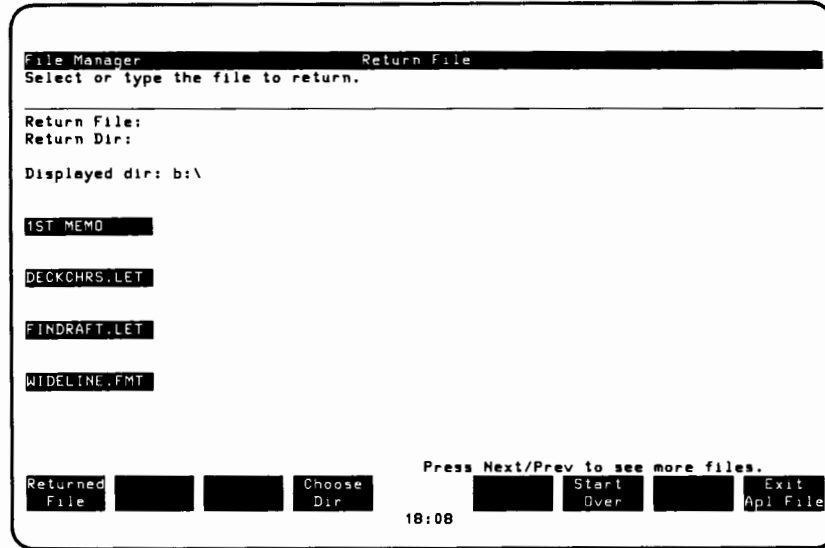 File Manager Return File
Select or type the file to return.
Return File:
Return Dir:
Displayed dir: b:\
1ST MEMO
DECKCHRS.LET
FINDRAFT.LET
WIDELINE.FMT
Press Next/Prev to see more files.
Returned File
Choose Dir
Start Over
Exit Apl File
18:08